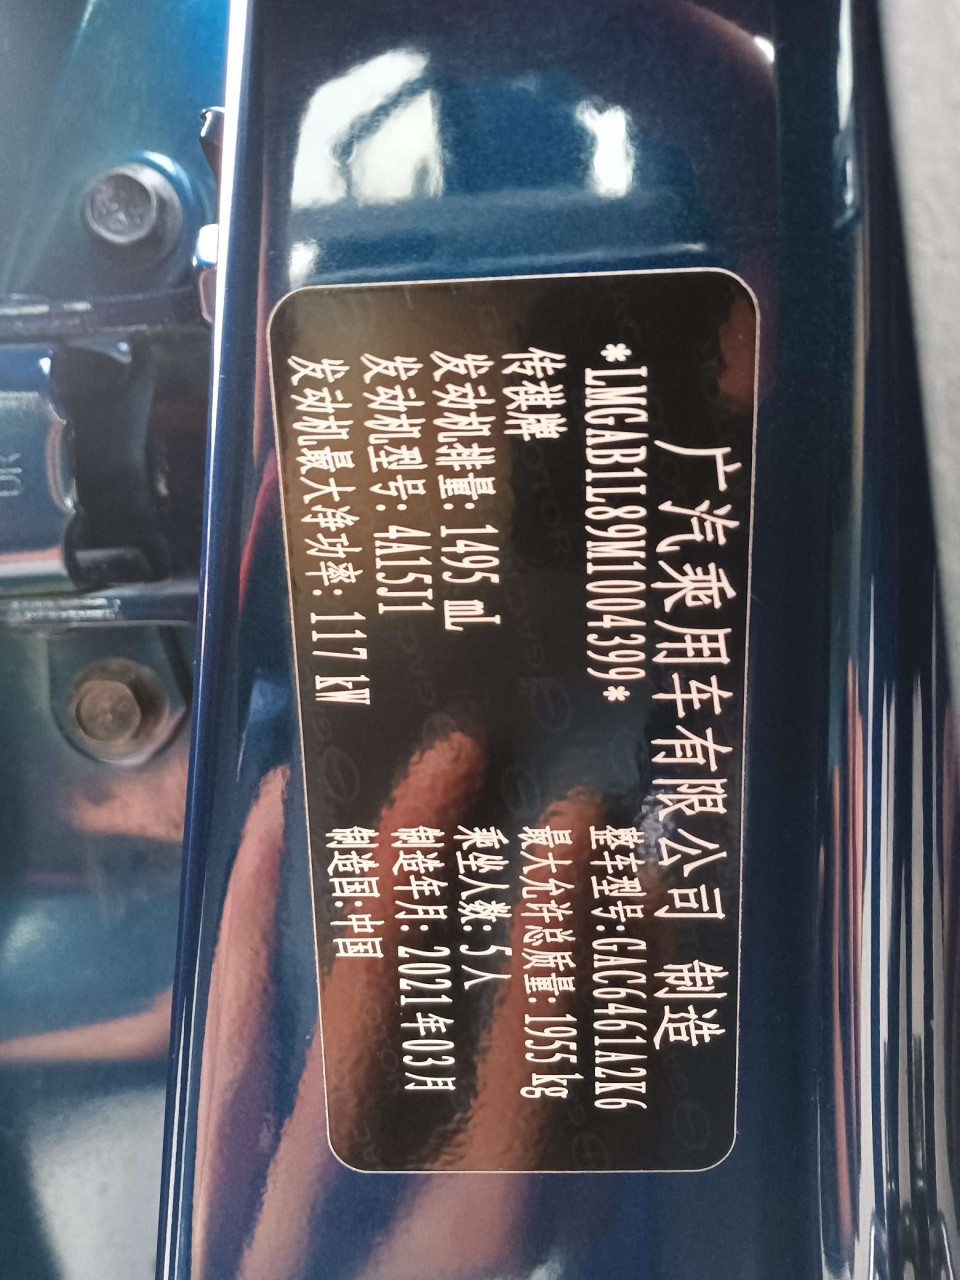 广汽乘用车有限公司 制造
*LMGAB1L89M1004399* 整车型号:GAC6461A2K6
传祺牌 最大允许总质量:1955 kg
发动机排量:1495 mL 乘坐人数:5 人
发动机型号:4A15J1 制造年月:2021年03月
发动机最大净功率:117 kW 制造国:中国